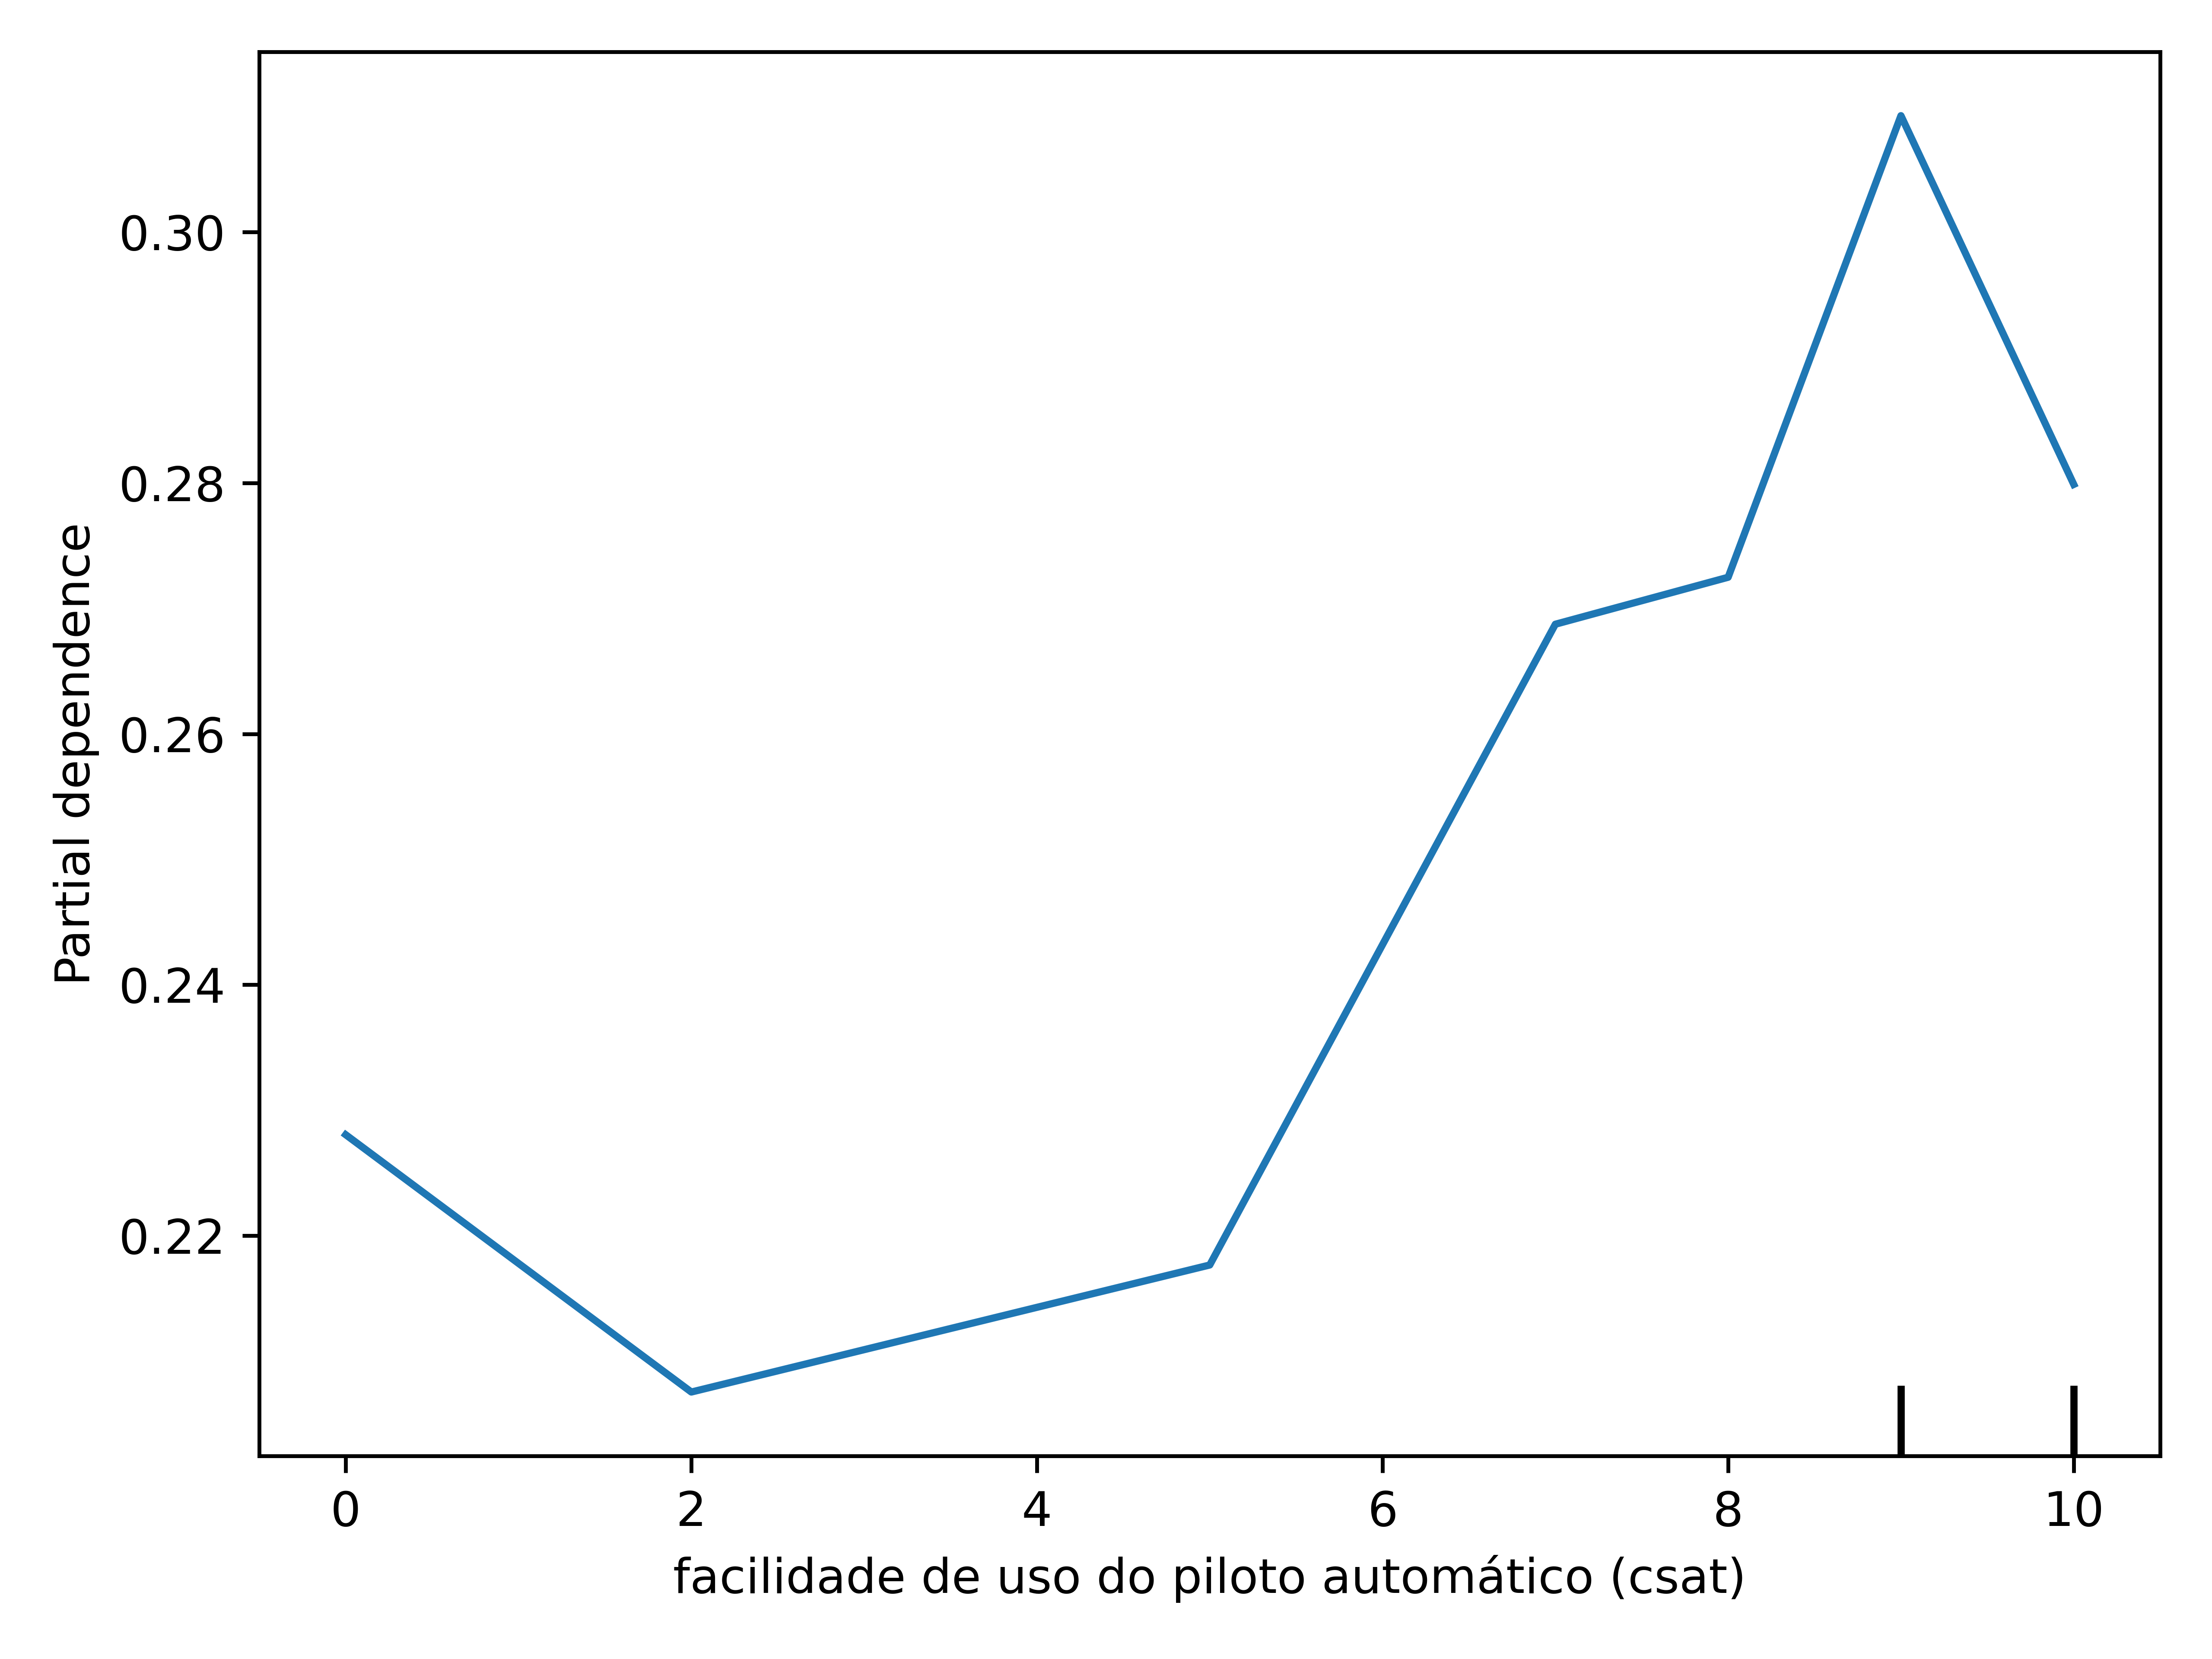 Partial dependence
0.30
0.28
0.26
0.24
0.22
0 2 4 6 8 10
facilidade de uso do piloto automático (csat)